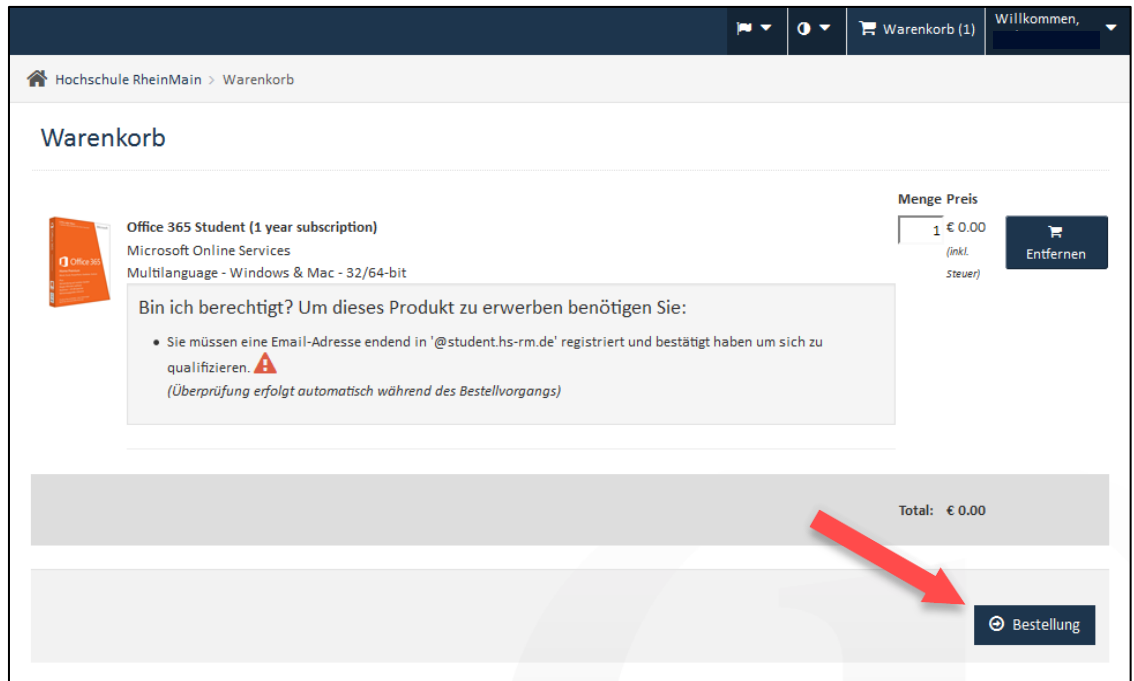 Warenkorb (1)
Willkommen,
Hochschule RheinMain > Warenkorb
Warenkorb
Menge Preis
Office 365 Student (1 year subscription)
1 € 0.00
Microsoft Online Services
(inkl.
Steuer)
Entfernen
Multilanguage - Windows & Mac - 32/64-bit
Office 365
Bin ich berechtigt? Um dieses Produkt zu erwerben benötigen Sie:
• Sie müssen eine Email-Adresse endend in '@student.hs-rm.de' registriert und bestätigt haben um sich zu
qualifizieren.
(Überprüfung erfolgt automatisch während des Bestellvorgangs)
Total: € 0.00
Bestellung